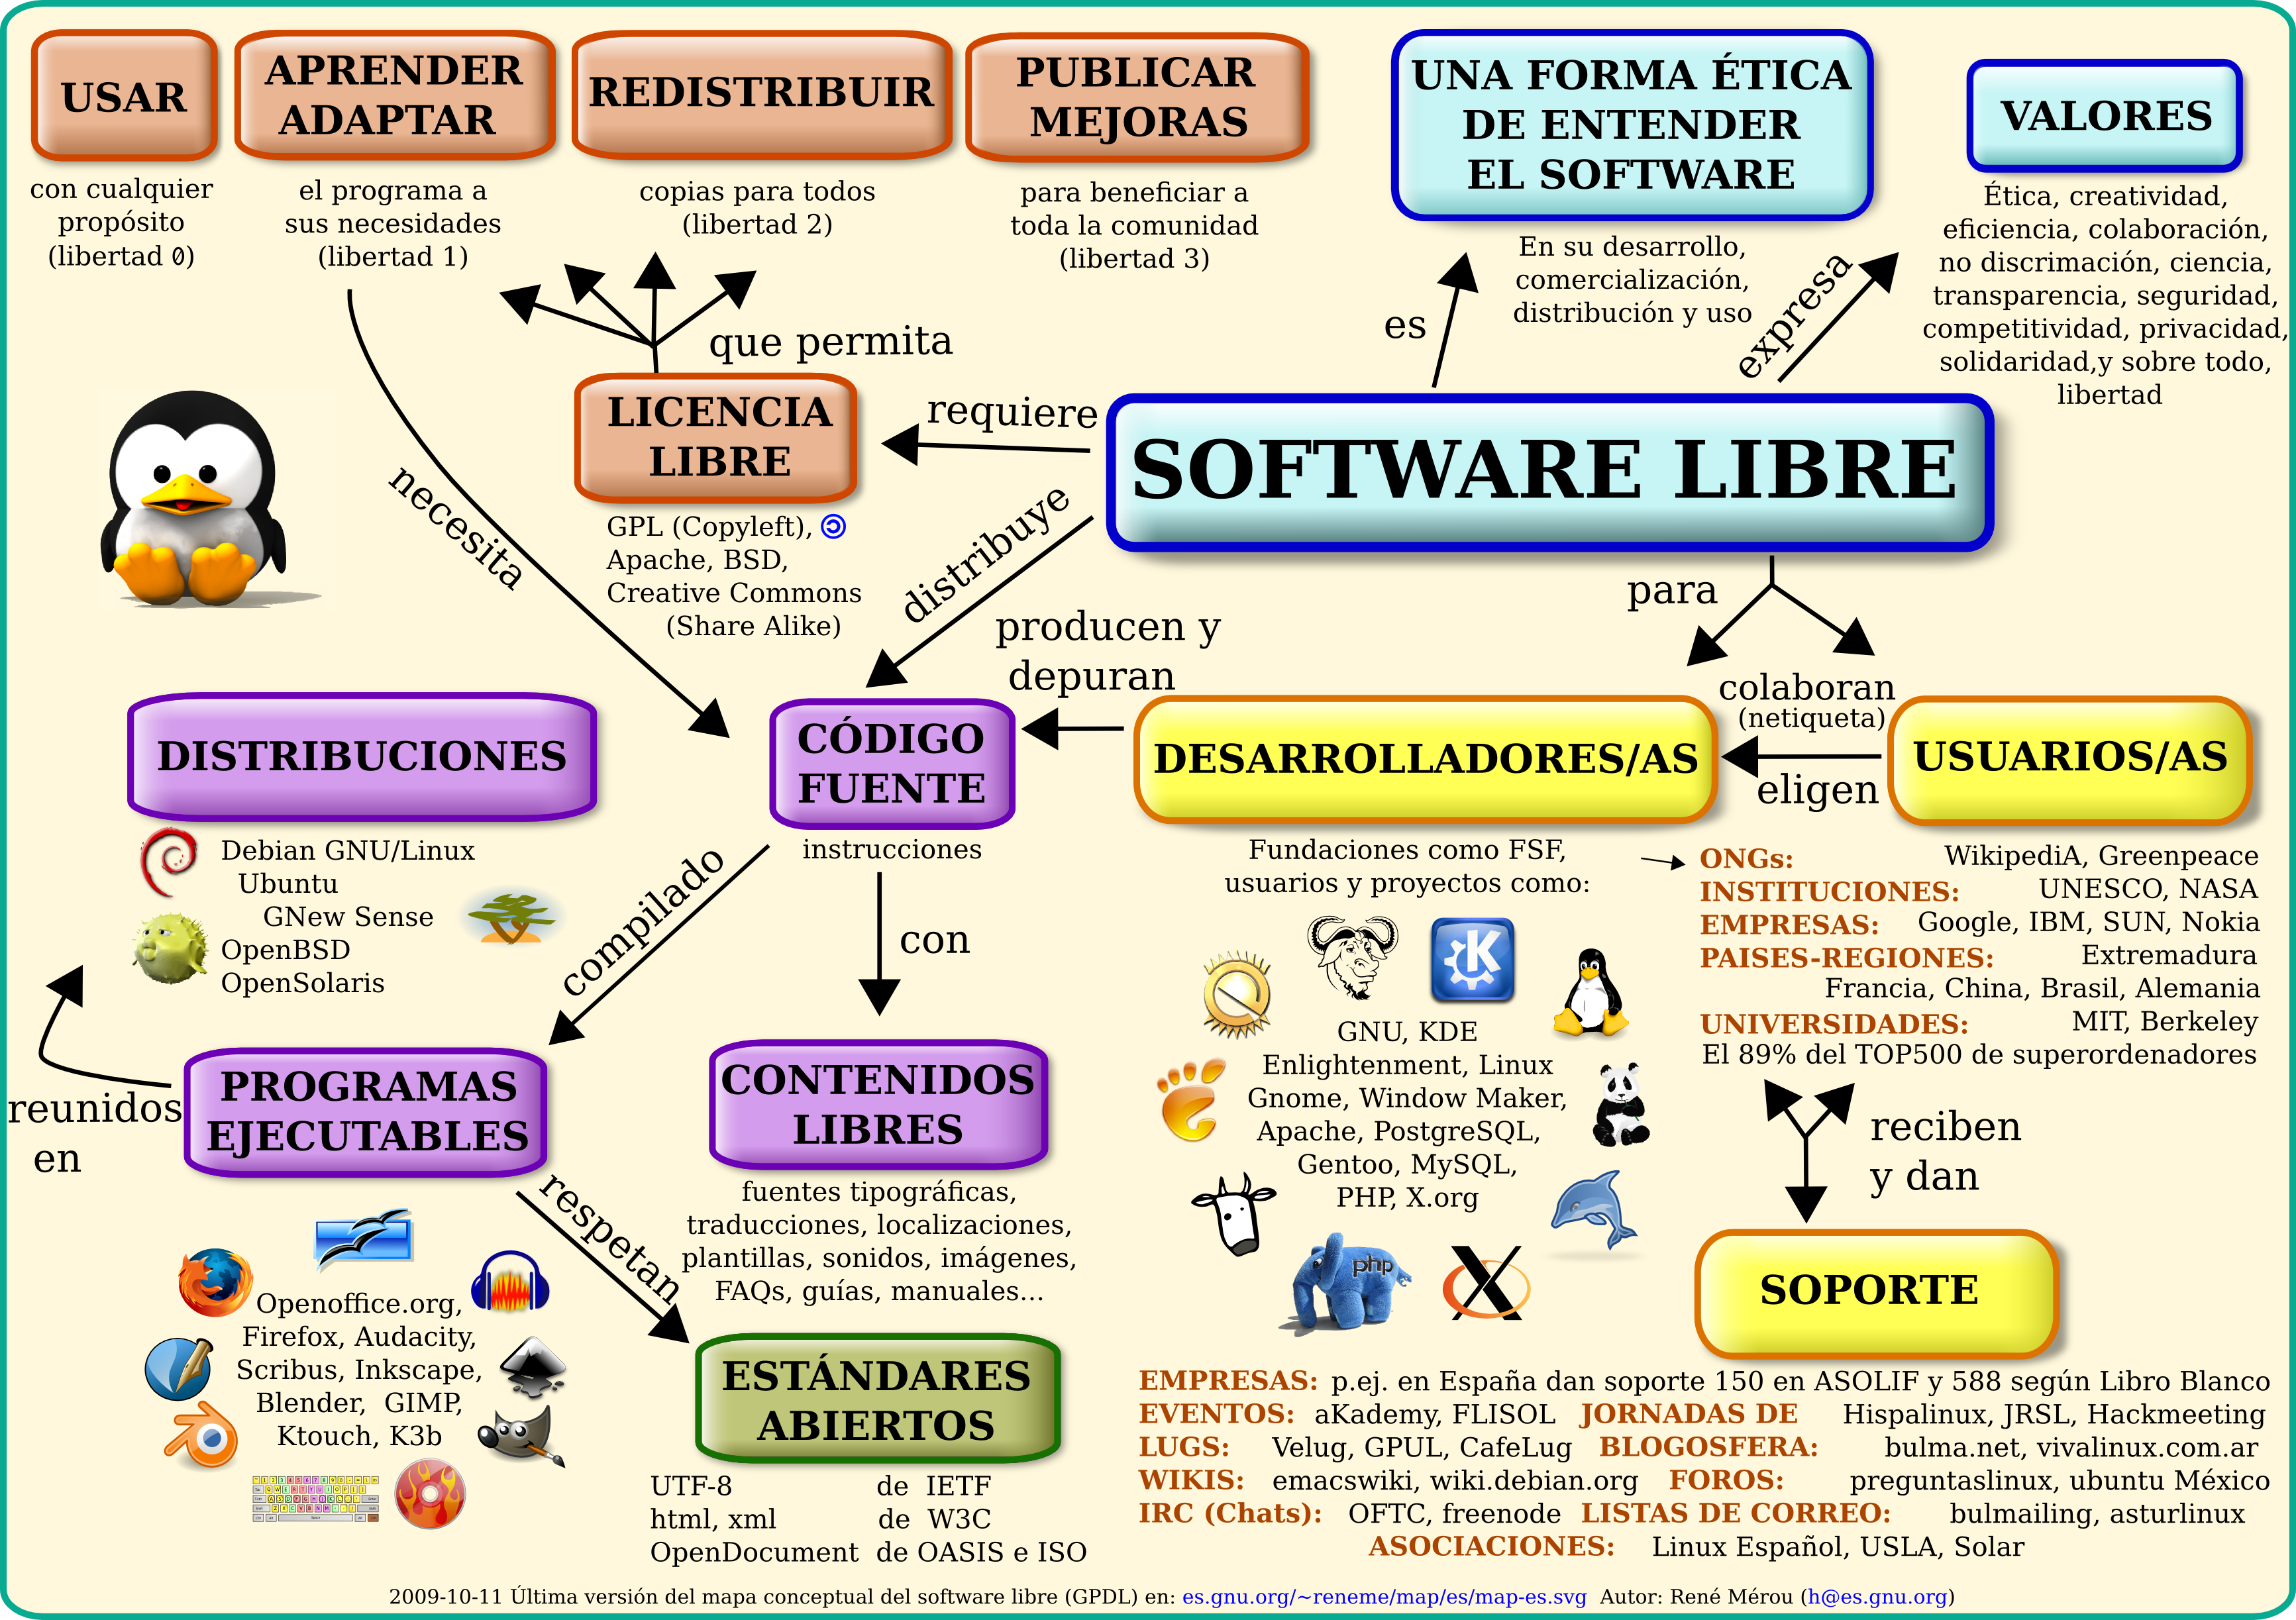 USAR
con cualquier
propósito
(libertad 0)
APRENDER
ADAPTAR
el programa a
sus necesidades
(libertad 1)
REDISTRIBUIR
copias para todos
(libertad 2)
PUBLICAR
MEJORAS
para beneficiar a
toda la comunidad
(libertad 3)
UNA FORMA ÉTICA
DE ENTENDER
EL SOFTWARE
En su desarrollo,
comercialización,
distribución y uso
VALORES
Ética, creatividad,
eficiencia, colaboración,
no discrimación, ciencia,
transparencia, seguridad,
competitividad, privacidad,
solidaridad,y sobre todo,
libertad
es
expresa
que permita
LICENCIA
LIBRE
requiere
SOFTWARE LIBRE
GPL (Copyleft),
Apache, BSD,
Creative Commons
(Share Alike)
necesita
distribuye
para
producen y
depuran
colaboran
(netiqueta)
eligen
DISTRIBUCIONES
CÓDIGO
FUENTE
DESARROLLADORES/AS
USUARIOS/AS
Debian GNU/Linux
Ubuntu
GNew Sense
OpenBSD
OpenSolaris
instrucciones
compilado
con
Fundaciones como FSF,
usuarios y proyectos como:
GNU, KDE
Enlightenment, Linux
Gnome, Window Maker,
Apache, PostgreSQL,
Gentoo, MySQL,
PHP, X.org
php
ONGs: WikipediA, Greenpeace
INSTITUCIONES: UNESCO, NASA
EMPRESAS: Google, IBM, SUN, Nokia
PAISES-REGIONES: Extremadura
Francia, China, Brasil, Alemania
UNIVERSIDADES: MIT, Berkeley
El 89% del TOP500 de superordenadores
reunidos
en
PROGRAMAS
EJECUTABLES
CONTENIDOS
LIBRES
fuentes tipográficas,
traducciones, localizaciones,
plantillas, sonidos, imágenes,
FAQs, guías, manuales...
reciben
y dan
SOPORTE
respetan
Openoffice.org,
Firefox, Audacity,
Scribus, Inkscape,
Blender, GIMP,
Ktouch, K3b
ESTÁNDARES
ABIERTOS
UTF-8 de IETF
html, xml de W3C
OpenDocument de OASIS e ISO
EMPRESAS: p.ej. en España dan soporte 150 en ASOLIF y 588 según Libro Blanco
EVENTOS: aKademy, FLISOL JORNADAS DE Hispalinux, JRSL, Hackmeeting
LUGS: Velug, GPUL, CafeLug BLOGOSFERA: bulma.net, vivalinux.com.ar
WIKIS: emacswiki, wiki.debian.org FOROS: preguntaslinux, ubuntu México
IRC (Chats): OFTC, freenode LISTAS DE CORREO: bulmailing, asturlinux
ASOCIACIONES: Linux Español, USLA, Solar
2009-10-11 Última versión del mapa conceptual del software libre (GPDL) en: es.gnu.org/~reneme/map/es/map-es.svg Autor: René Mérou (h@es.gnu.org)